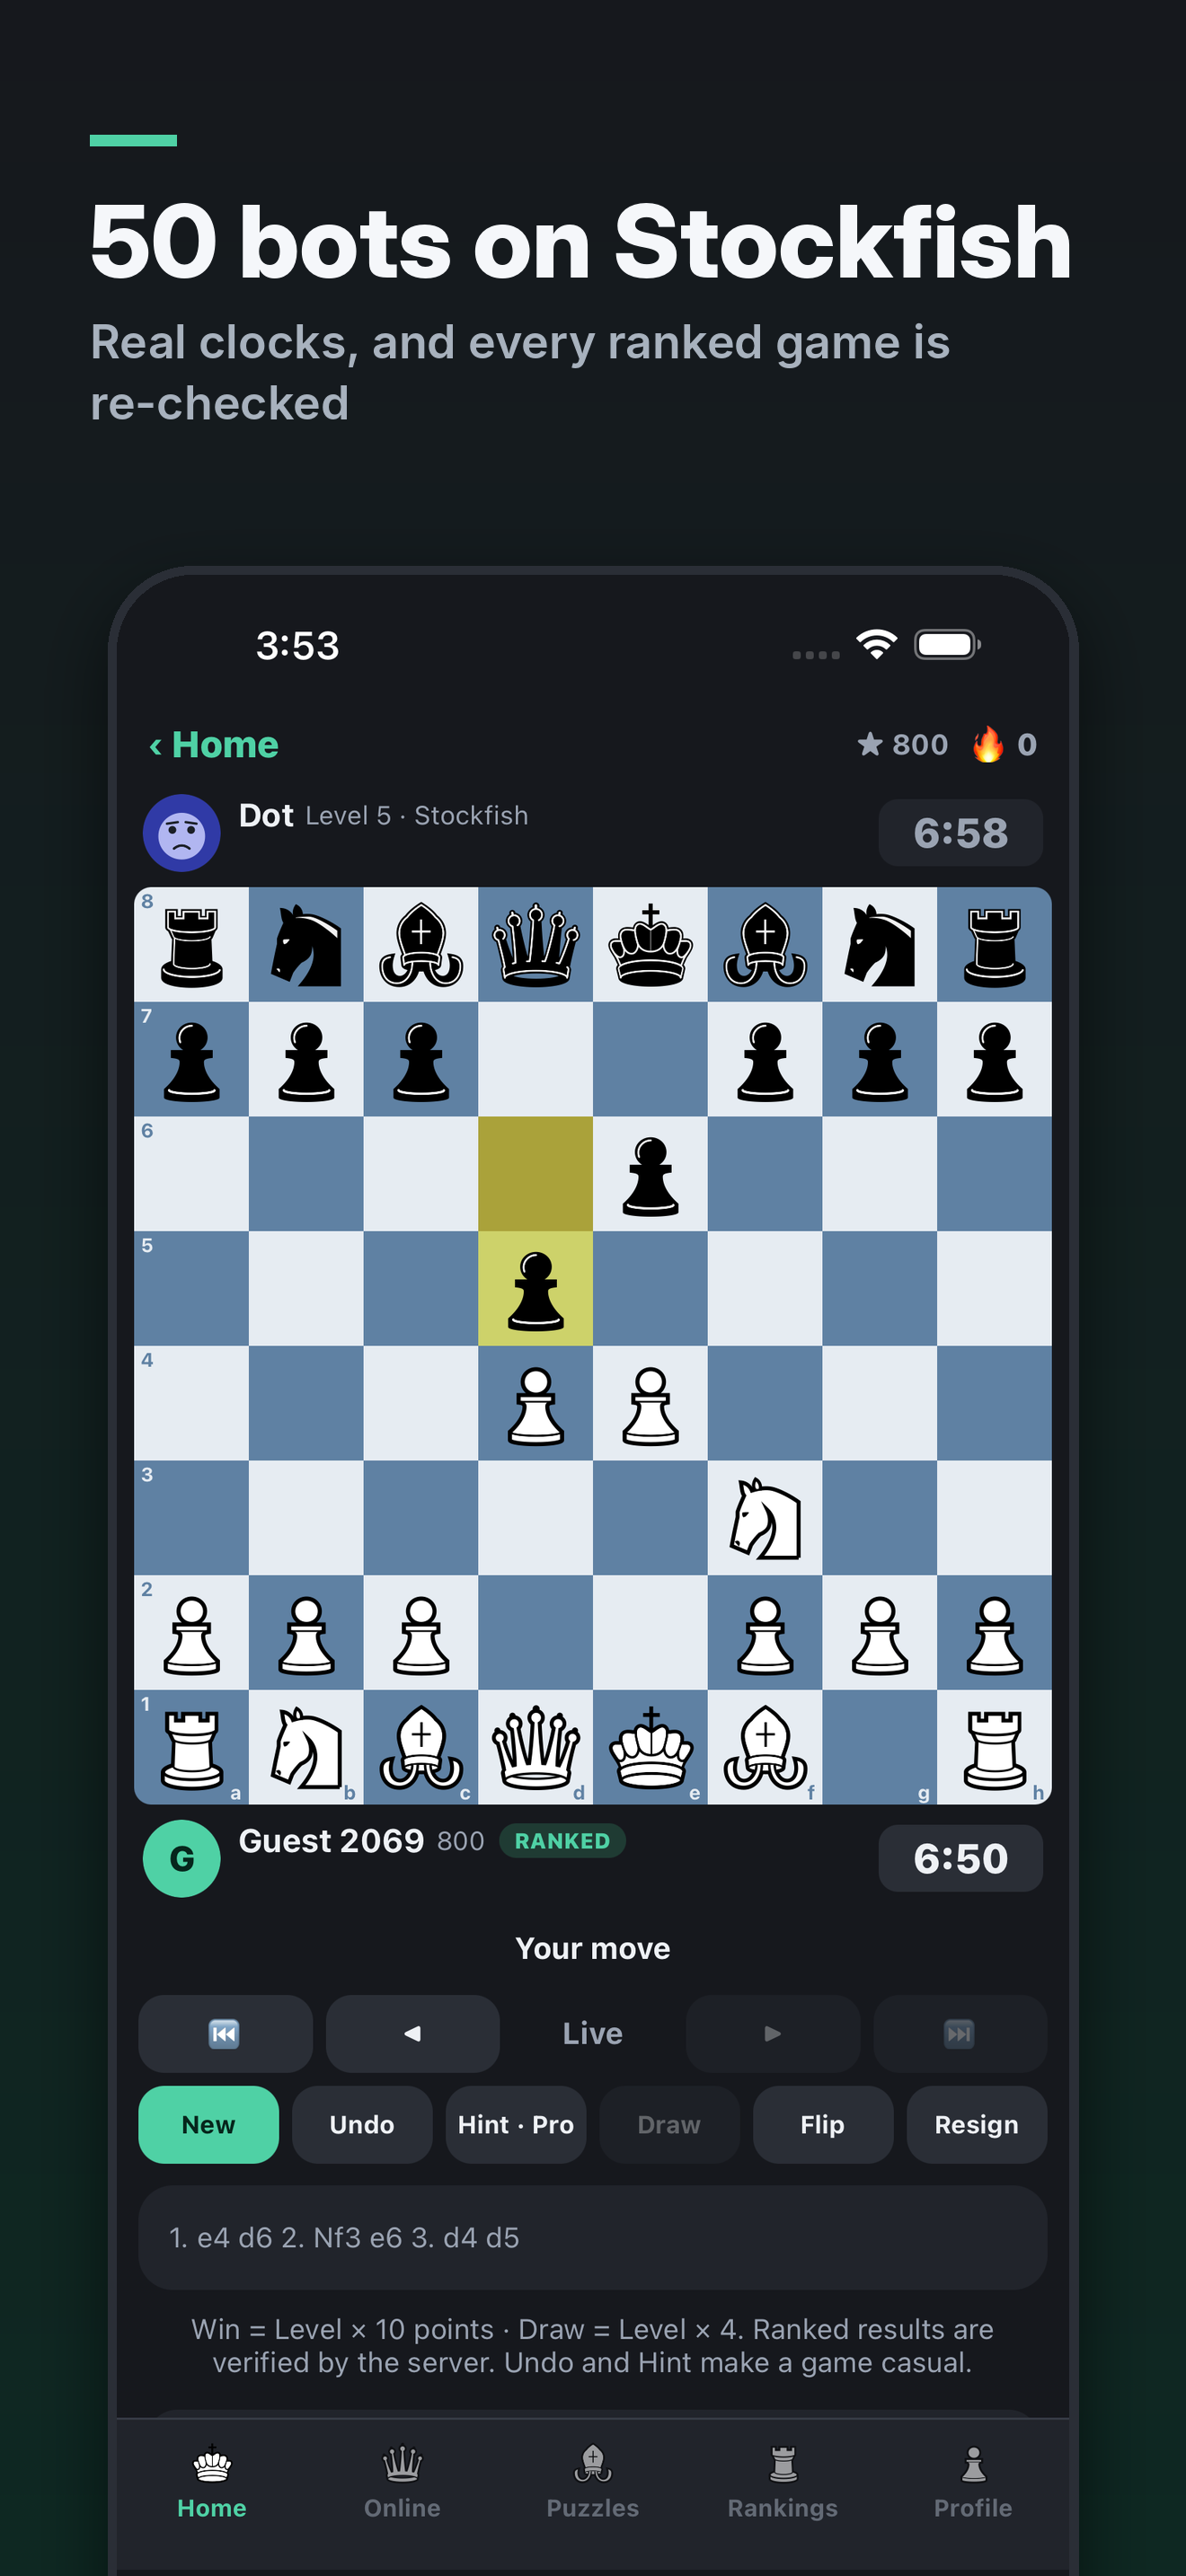 50 bots on Stockfish
Real clocks, and every ranked game is
re-checked
3:53
‹ Home
★ 800 🔥 0
Dot Level 5 · Stockfish
6:58
8
7
6
5
4
3
2
1
a b c d e f g h
G
Guest 2069 800 RANKED
6:50
Your move
Live
New Undo Hint · Pro Draw Flip Resign
1. e4 d6 2. Nf3 e6 3. d4 d5
Win = Level × 10 points · Draw = Level × 4. Ranked results are
verified by the server. Undo and Hint make a game casual.
Home Online Puzzles Rankings Profile